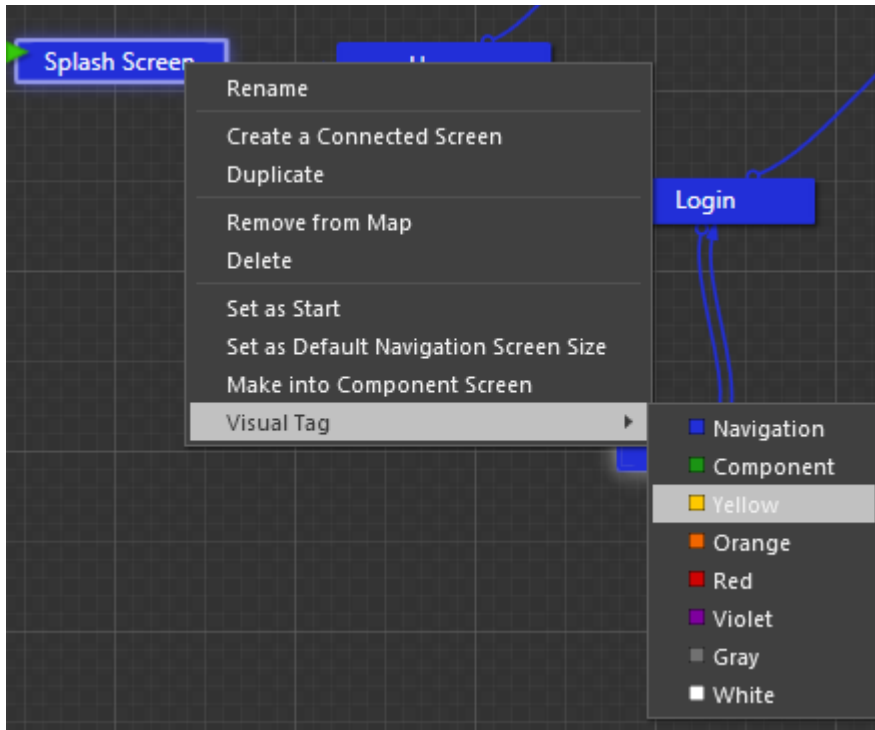 Splash Screen
Rename
Create a Connected Screen
Duplicate
Remove from Map
Delete
Set as Start
Set as Default Navigation Screen Size
Make into Component Screen
Visual Tag
Login
Navigation
Component
Yellow
Orange
Red
Violet
Gray
White